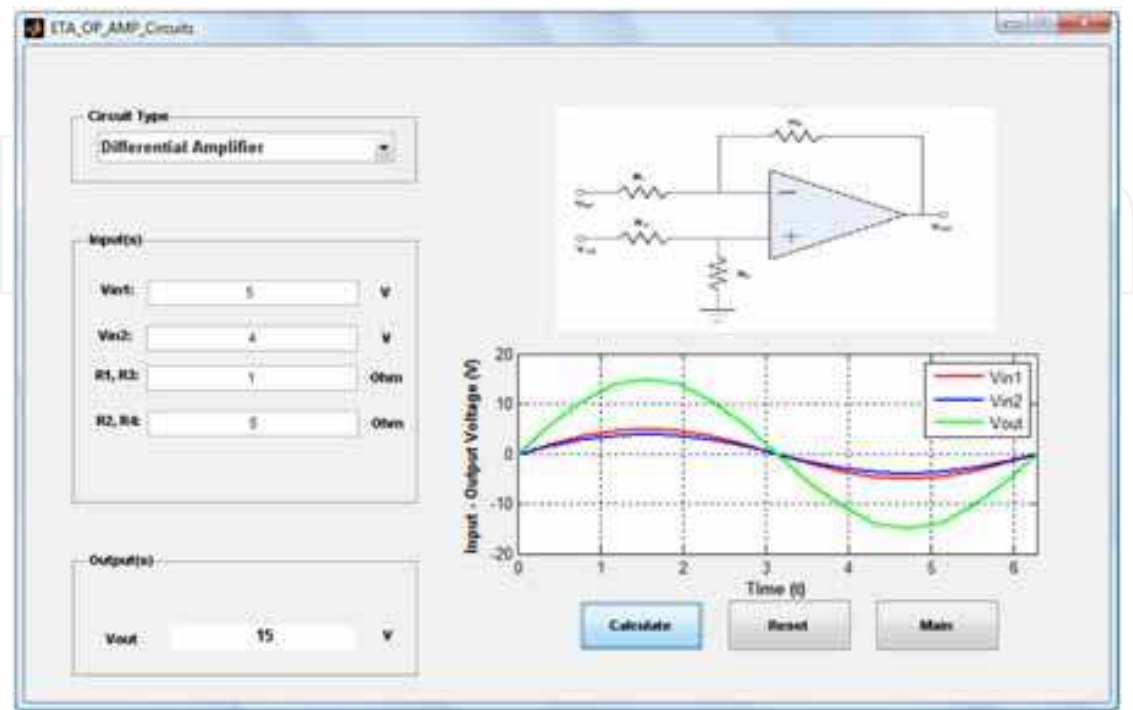 ETA_OP_AMP_Circuits
Circuit Type
Differential Amplifier
Input(s)
Vin1: 5 V
Vin2: 4 V
R1, R3: 1 Ohm
R2, R4: 5 Ohm
Output(s)
Vout 15 V
Input - Output Voltage (V)
20
10
0
-10
-20
0 1 2 3 4 5 6
Time (t)
Vin1
Vin2
Vout
Calculate Reset Main